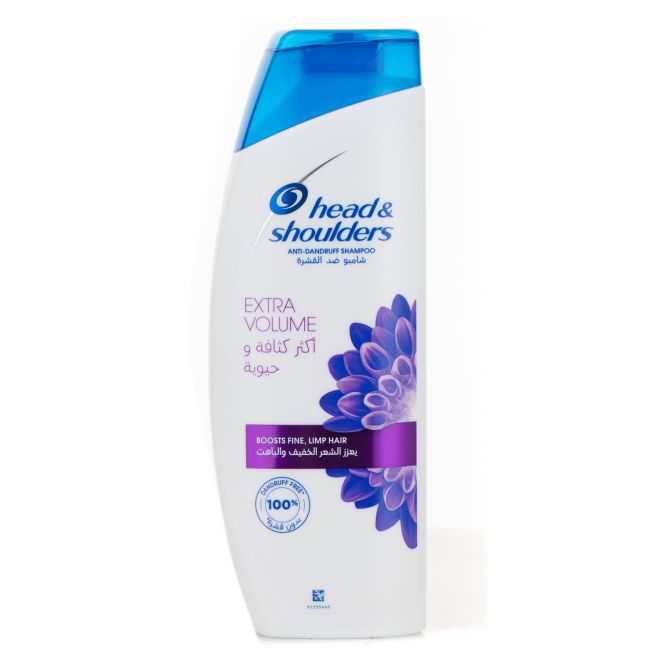 head &
shoulders
ANTI-DANDRUFF SHAMPOO
شامبو ضد القشرة
EXTRA
VOLUME
أكثر كثافة و
حيوية
BOOSTS FINE, LIMP HAIR
يعزز الشعر الخفيف والباهت
DANDRUFF FREE*
100%
بدون قشرة*